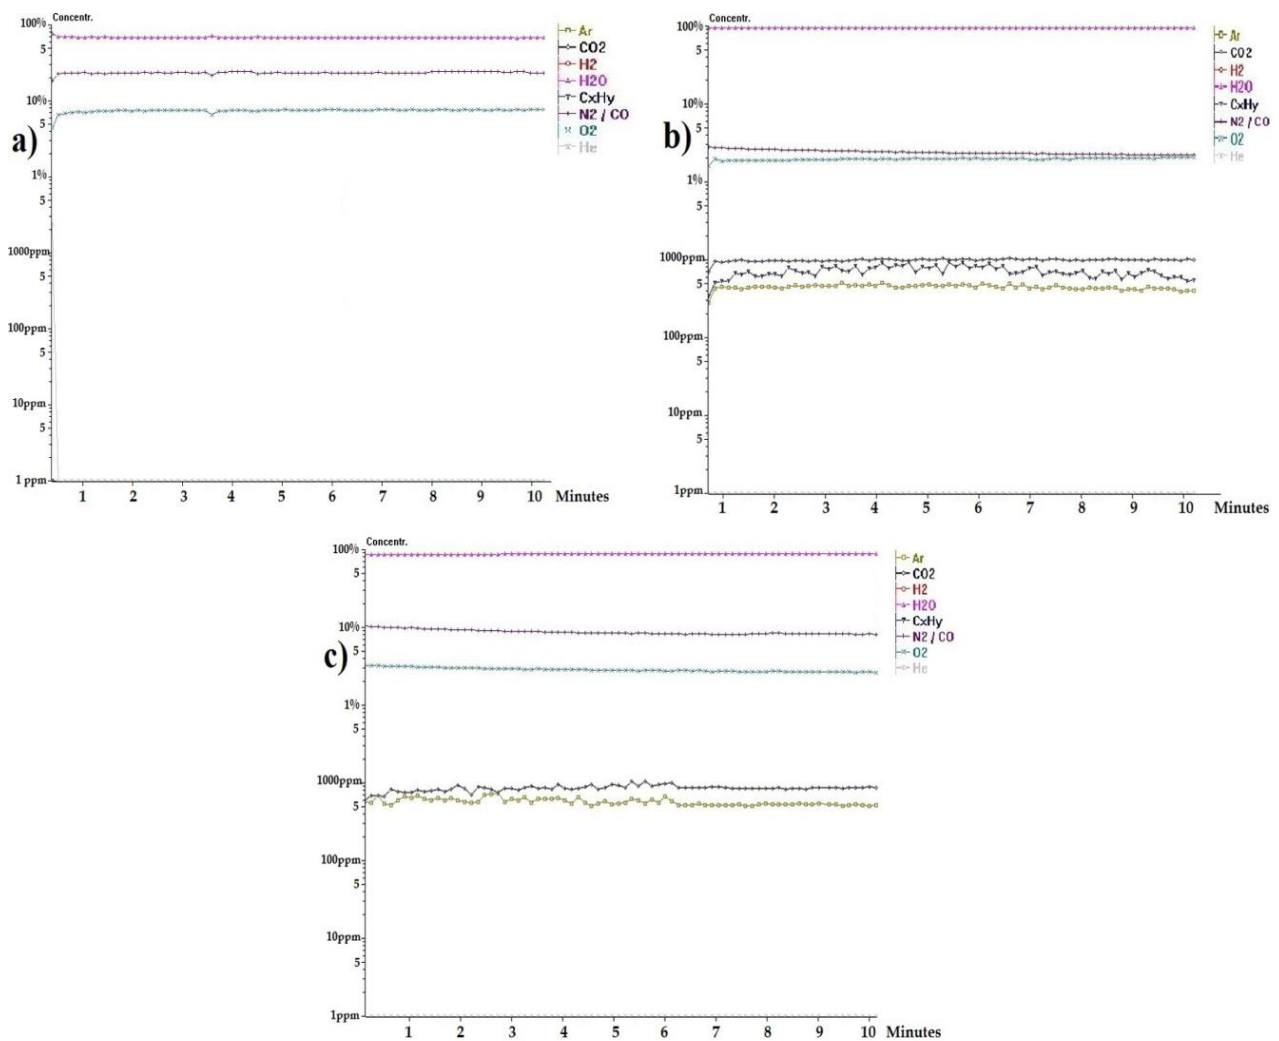 Concentr.
100%
5
10%
5
1%
5
1000ppm
5
100ppm
5
10ppm
5
1 ppm
1 2 3 4 5 6 7 8 9 10 Minutes
a)
Ar
CO2
H2
H2O
CxHy
N2 / CO
O2
He
Concentr.
100%
5
10%
5
1%
5
1000ppm
5
100ppm
5
10ppm
5
1ppm
1 2 3 4 5 6 7 8 9 10 Minutes
b)
Ar
CO2
H2
H2O
CxHy
N2 / CO
O2
He
Concentr.
100%
5
10%
5
1%
5
1000ppm
5
100ppm
5
10ppm
5
1ppm
1 2 3 4 5 6 7 8 9 10 Minutes
c)
Ar
CO2
H2
H2O
CxHy
N2 / CO
O2
He